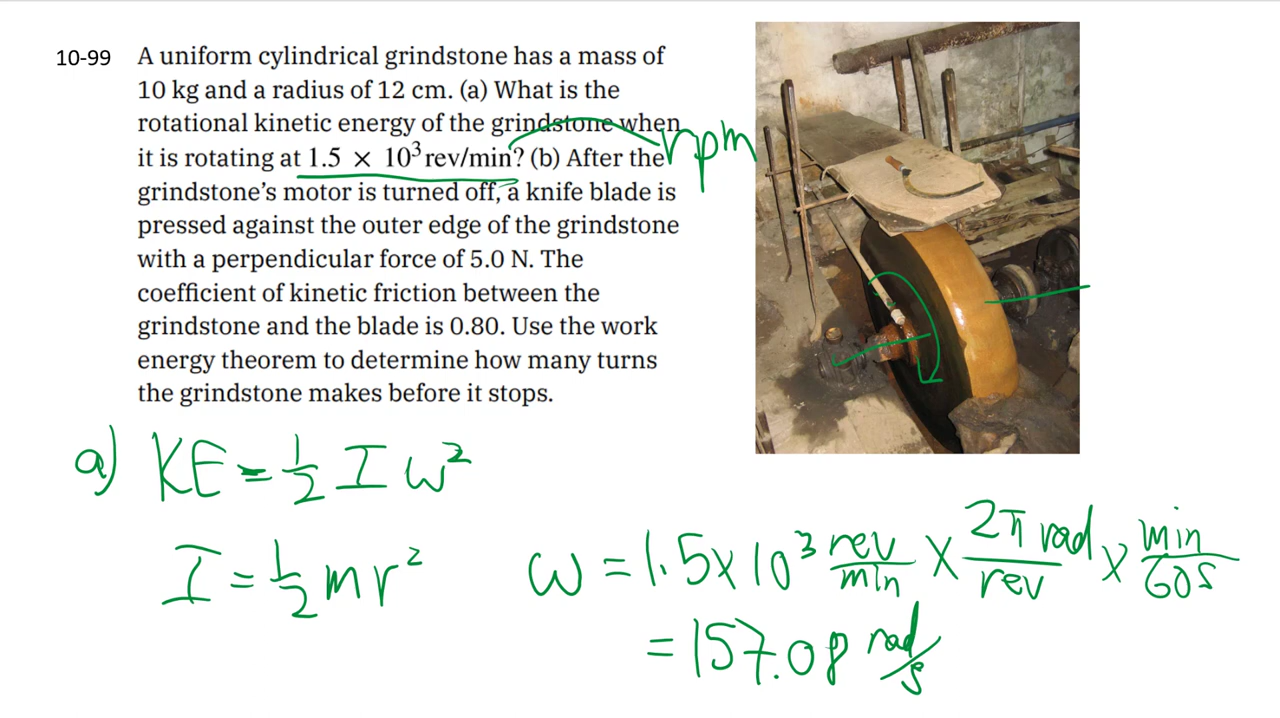 10-99 A uniform cylindrical grindstone has a mass of
10 kg and a radius of 12 cm. (a) What is the
rotational kinetic energy of the grindstone when
it is rotating at 1.5 × 10³ rev/min? (b) After the
rpm
grindstone's motor is turned off, a knife blade is
pressed against the outer edge of the grindstone
with a perpendicular force of 5.0 N. The
coefficient of kinetic friction between the
grindstone and the blade is 0.80. Use the work
energy theorem to determine how many turns
the grindstone makes before it stops.
a) KE = 1/2 I ω²
I = 1/2 m r²
ω = 1.5 x 10³ rev/min x 2π rad/rev x min/60s
= 157.08 rad/s